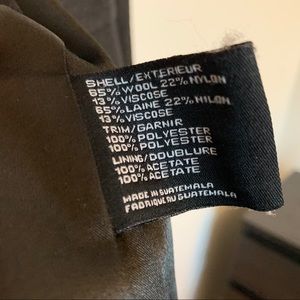 SHELL/EXTERIEUR
65% WOOL 22% NYLON
13% VISCOSE
65% LAINE 22% NILON
13% VISCOSE
TRIM/GARNIR
100% POLYESTER
100% POLYESTER
LINING/DOUBLURE
100% ACETATE
100% ACETATE
MADE IN GUATEMALA
FABRIQUE AU GUATEMALA